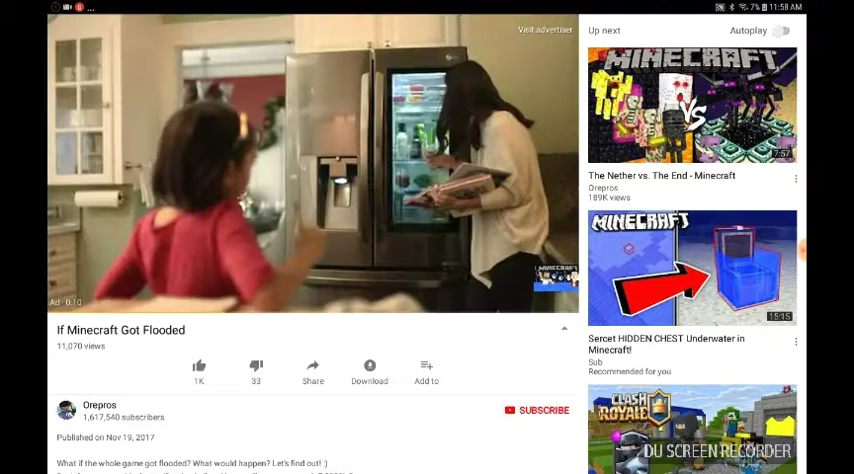 7% 11:58 AM
Visit advertiser
Up next
Autoplay
MINECRAFT
VS
7:57
The Nether vs. The End - Minecraft
Orepros
189K views
MINECRAFT
15:15
Sercet HIDDEN CHEST Underwater in
Minecraft!
Sub
Recommended for you
CLASH
ROYALE
DU SCREEN RECORDER
MINECRAFT
Ad · 0:10
If Minecraft Got Flooded
11,070 views
1K
33
Share
Download
Add to
Orepros
1,617,540 subscribers
SUBSCRIBE
Published on Nov 19, 2017
What if the whole game got flooded? What would happen? Let's find out! :)